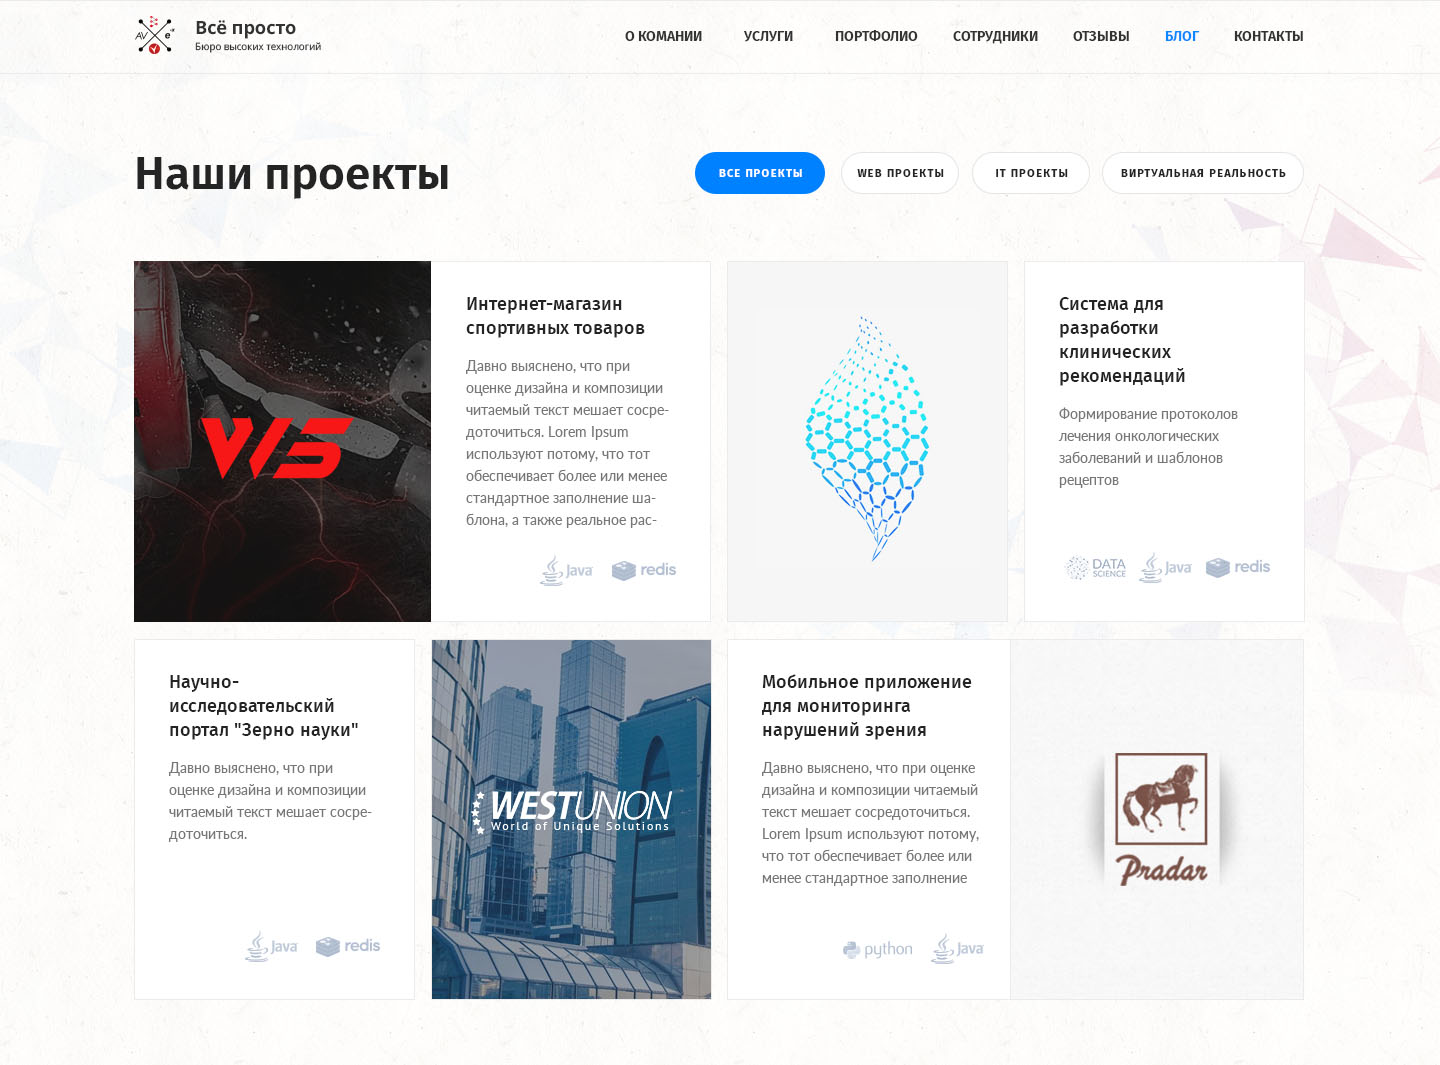 AV e Y
Всё просто
Бюро высоких технологий
О КОМАНИИ УСЛУГИ ПОРТФОЛИО СОТРУДНИКИ ОТЗЫВЫ БЛОГ КОНТАКТЫ
Наши проекты
ВСЕ ПРОЕКТЫ WEB ПРОЕКТЫ IT ПРОЕКТЫ ВИРТУАЛЬНАЯ РЕАЛЬНОСТЬ
Интернет-магазин
спортивных товаров
Давно выяснено, что при
оценке дизайна и композиции
читаемый текст мешает сосре-
доточиться. Lorem Ipsum
используют потому, что тот
обеспечивает более или менее
стандартное заполнение ша-
блона, а также реальное рас-
Java redis
Система для
разработки
клинических
рекомендаций
Формирование протоколов
лечения онкологических
заболеваний и шаблонов
рецептов
DATA
SCIENCE
Java redis
Научно-
исследовательский
портал "Зерно науки"
Давно выяснено, что при
оценке дизайна и композиции
читаемый текст мешает сосре-
доточиться.
Java redis
WESTUNION
World of Unique Solutions
Мобильное приложение
для мониторинга
нарушений зрения
Давно выяснено, что при оценке
дизайна и композиции читаемый
текст мешает сосредоточиться.
Lorem Ipsum используют потому,
что тот обеспечивает более или
менее стандартное заполнение
python Java
Pradar